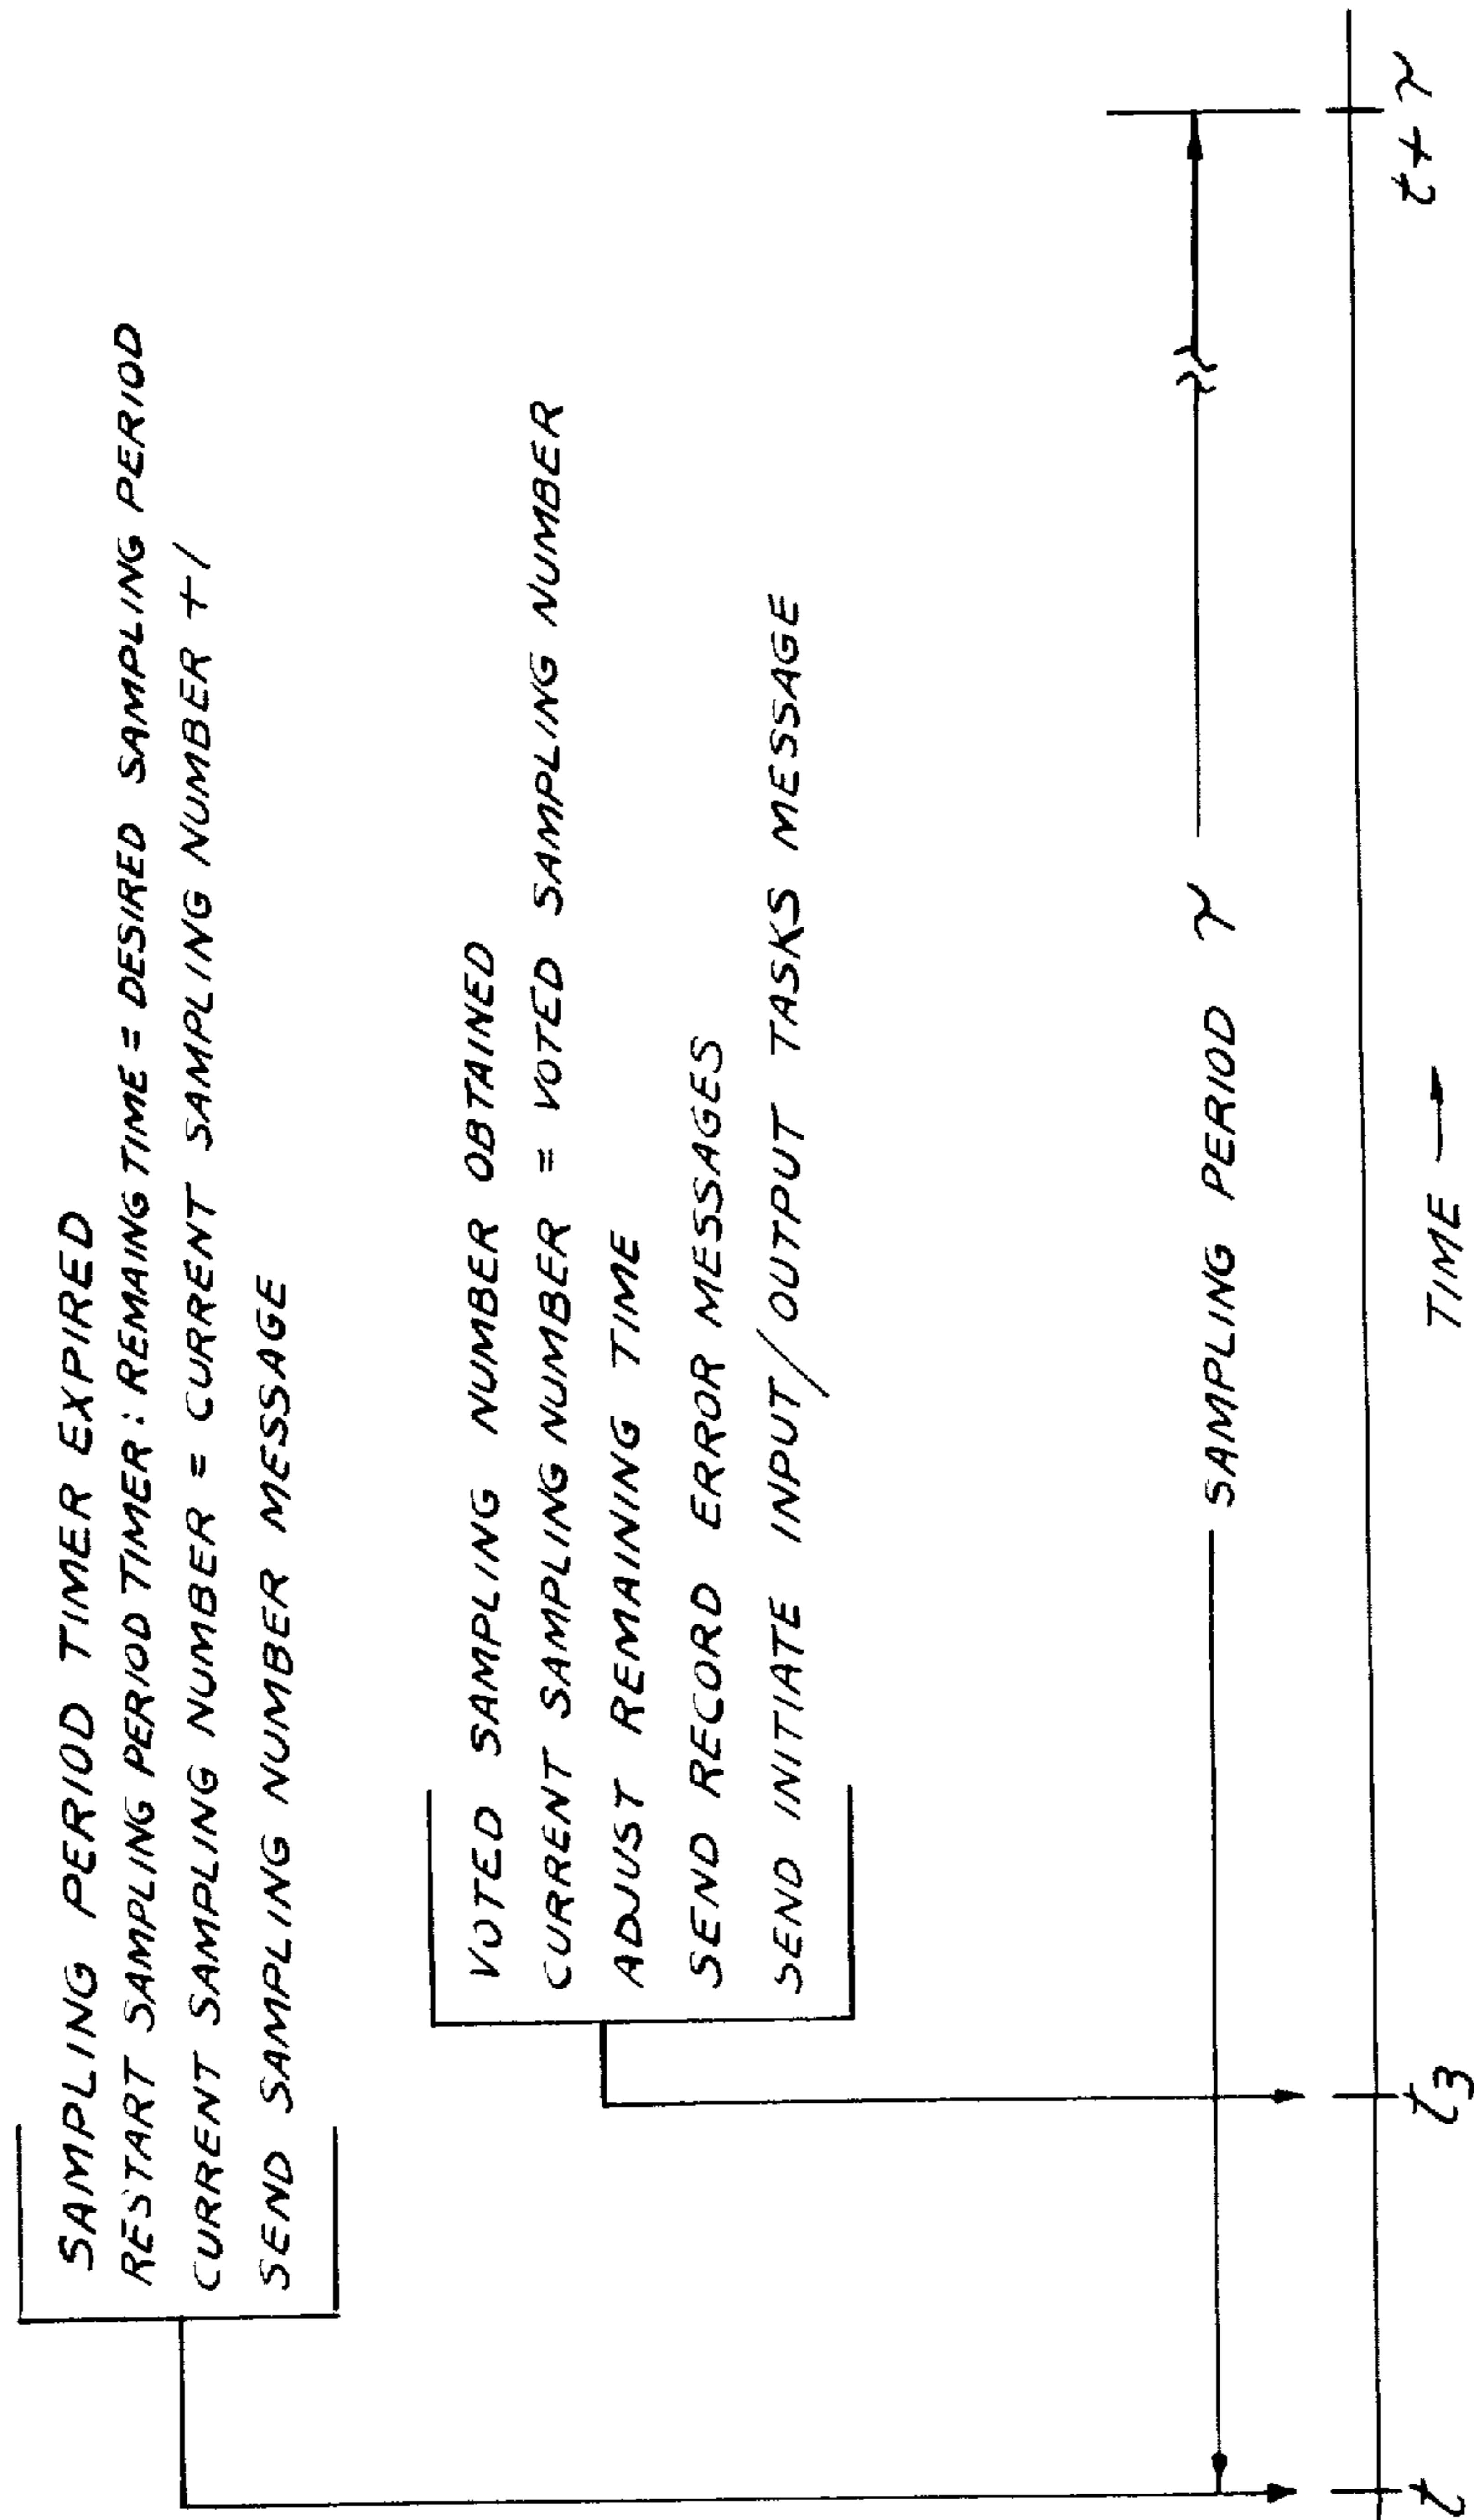 SAMPLING PERIOD TIMER EXPIRED
RESTART SAMPLING PERIOD TIMER: REMAING TIME = DESIRED SAMPLING PERIOD
CURRENT SAMPLING NUMBER = CURRENT SAMPLING NUMBER +1
SEND SAMPLING NUMBER MESSAGE
VOTED SAMPLING NUMBER OBTAINED
CURRENT SAMPLING NUMBER = VOTED SAMPLING NUMBER
ADJUST REMAINING TIME
SEND RECORD ERROR MESSAGES
SEND INITIATE INPUT/OUTPUT TASKS MESSAGE
SAMPLING PERIOD τ
t t3 t+τ
TIME →